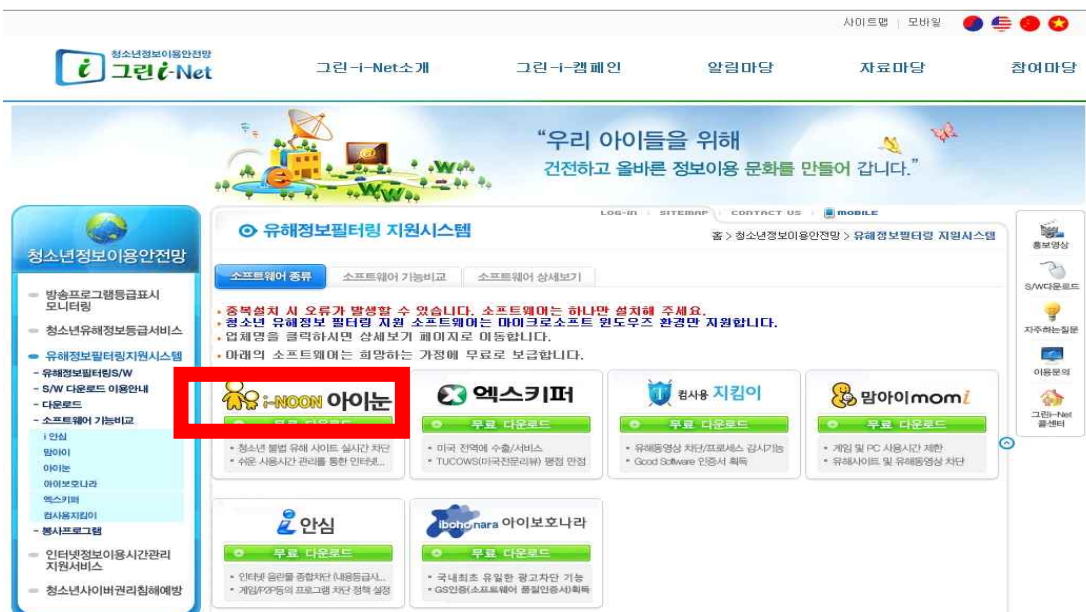 사이트맵 | 모바일
청소년정보이용안전망
그린 i-Net
그린-i-Net소개
그린-i-캠페인
알림마당
자료마당
참여마당
“우리 아이들을 위해
건전하고 올바른 정보이용 문화를 만들어 갑니다.”
LOG-IN
SITEMAP
CONTACT US
MOBILE
청소년정보이용안전망
방송프로그램등급표시
모니터링
청소년유해정보등급서비스
유해정보필터링지원시스템
- 유해정보필터링S/W
- S/W 다운로드 이용안내
- 다운로드
- 소프트웨어 기능비교
i 안심
맘아이
아이눈
아이보호나라
엑스키퍼
컴사용지킴이
- 봉사프로그램
인터넷정보이용시간관리
지원서비스
청소년사이버권리침해예방
유해정보필터링 지원시스템
홈 > 청소년정보이용안전망 > 유해정보필터링 지원시스템
소프트웨어 종류
소프트웨어 기능비교
소프트웨어 상세보기
중복설치 시 오류가 발생할 수 있습니다. 소프트웨어는 하나만 설치해 주세요.
청소년 유해정보 필터링 지원 소프트웨어는 마이크로소프트 윈도우즈 환경만 지원합니다.
업체명을 클릭하시면 상세보기 페이지로 이동합니다.
아래의 소프트웨어는 희망하는 가정에 무료로 보급합니다.
i-NOON 아이눈
무료 다운로드
청소년 불법 유해 사이트 실시간 차단
쉬운 사용시간 관리를 통한 인터넷...
엑스키퍼
무료 다운로드
미국 전역에 수출/서비스
TUCOWS(미국전문리뷰) 평점 만점
컴사용 지킴이
무료 다운로드
유해동영상 차단/프로세스 감시기능
Good Software 인증서 획득
맘아이 momi
무료 다운로드
게임 및 PC 사용시간 제한
유해사이트 및 유해동영상 차단
i 안심
무료 다운로드
인터넷 음란물 종합차단 (내용등급사...
게임/P2P등의 프로그램 차단 정책 설정
ibohonara 아이보호나라
무료 다운로드
국내최초 유일한 광고차단 기능
GS인증(소프트웨어 품질인증서)획득
홍보영상
S/W다운로드
자주하는질문
이용문의
그린i-Net
콜센터